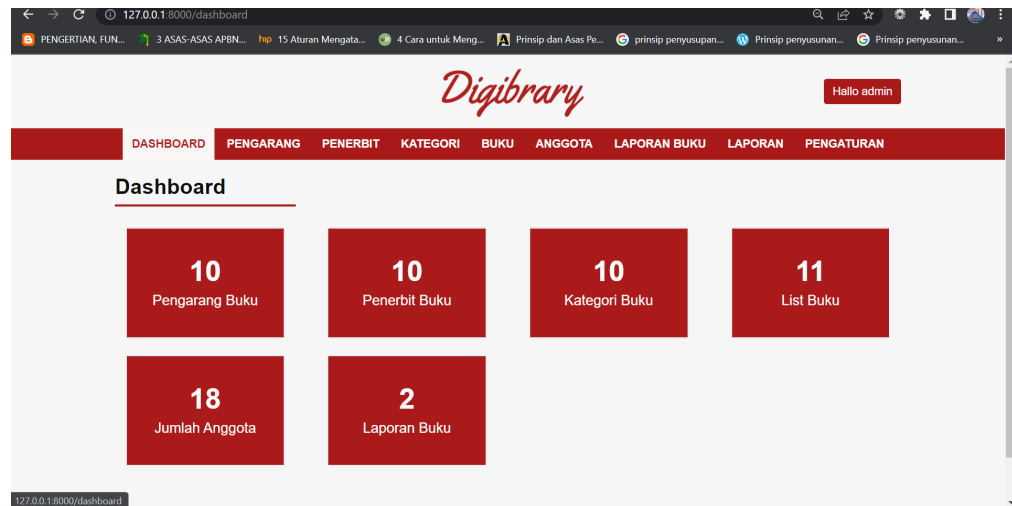 127.0.0.1:8000/dashboard
PENGERTIAN, FUN... 3 ASAS-ASAS APBN... hip 15 Aturan Mengata... 4 Cara untuk Meng... Prinsip dan Asas Pe... prinsip penyusupan... Prinsip penyusunan... Prinsip penyusunan... »
Digibrary
Hallo admin
DASHBOARD PENGARANG PENERBIT KATEGORI BUKU ANGGOTA LAPORAN BUKU LAPORAN PENGATURAN
Dashboard
10
Pengarang Buku
10
Penerbit Buku
10
Kategori Buku
11
List Buku
18
Jumlah Anggota
2
Laporan Buku
127.0.0.1:8000/dashboard